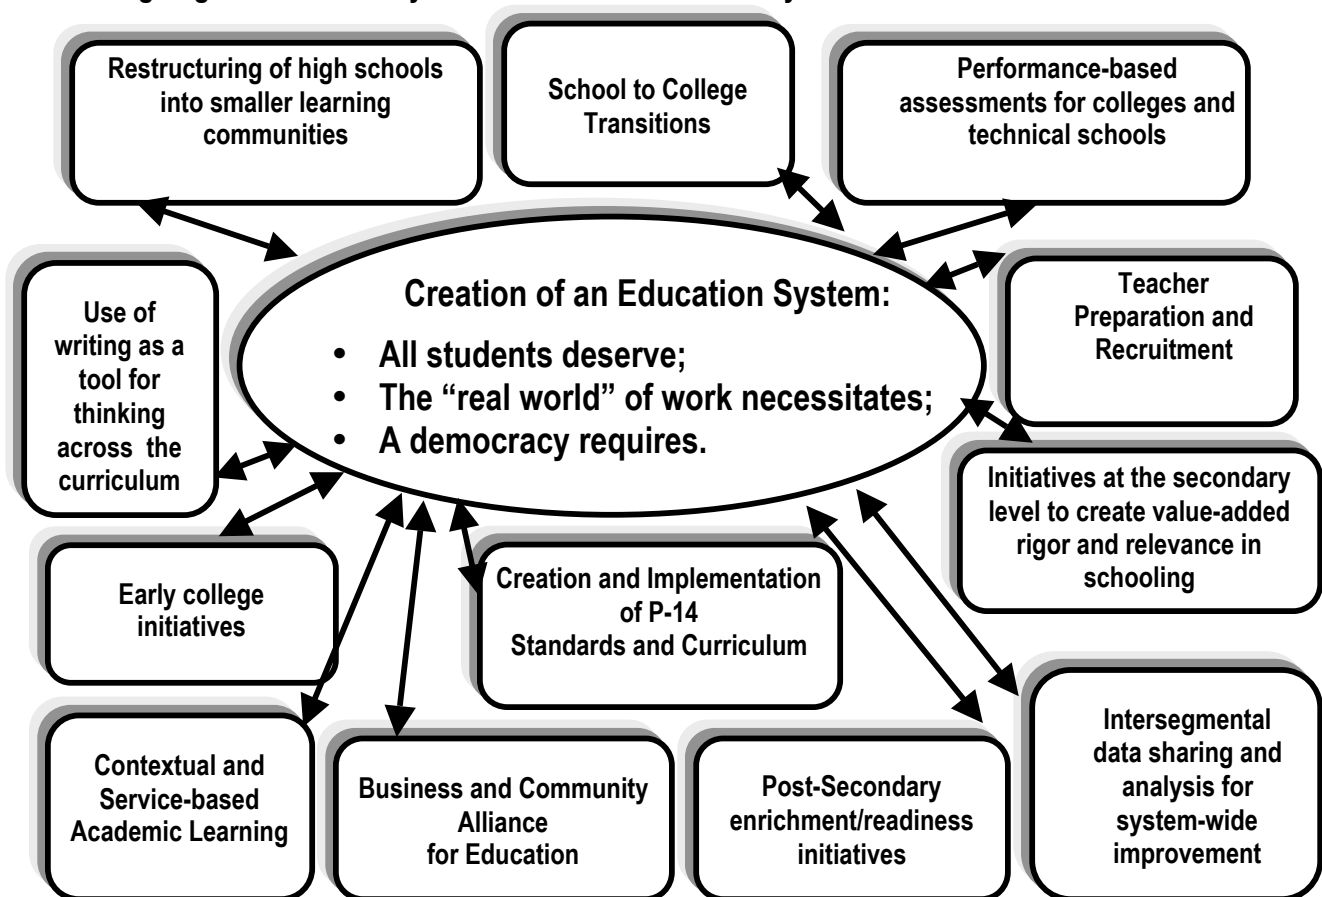 Restructuring of high schools
into smaller learning
communities
School to College
Transitions
Performance-based
assessments for colleges and
technical schools
Use of
writing as a
tool for
thinking
across the
curriculum
Creation of an Education System:
• All students deserve;
• The “real world” of work necessitates;
• A democracy requires.
Teacher
Preparation and
Recruitment
Initiatives at the secondary
level to create value-added
rigor and relevance in
schooling
Early college
initiatives
Creation and Implementation
of P-14
Standards and Curriculum
Contextual and
Service-based
Academic Learning
Business and Community
Alliance
for Education
Post-Secondary
enrichment/readiness
initiatives
Intersegmental
data sharing and
analysis for
system-wide
improvement